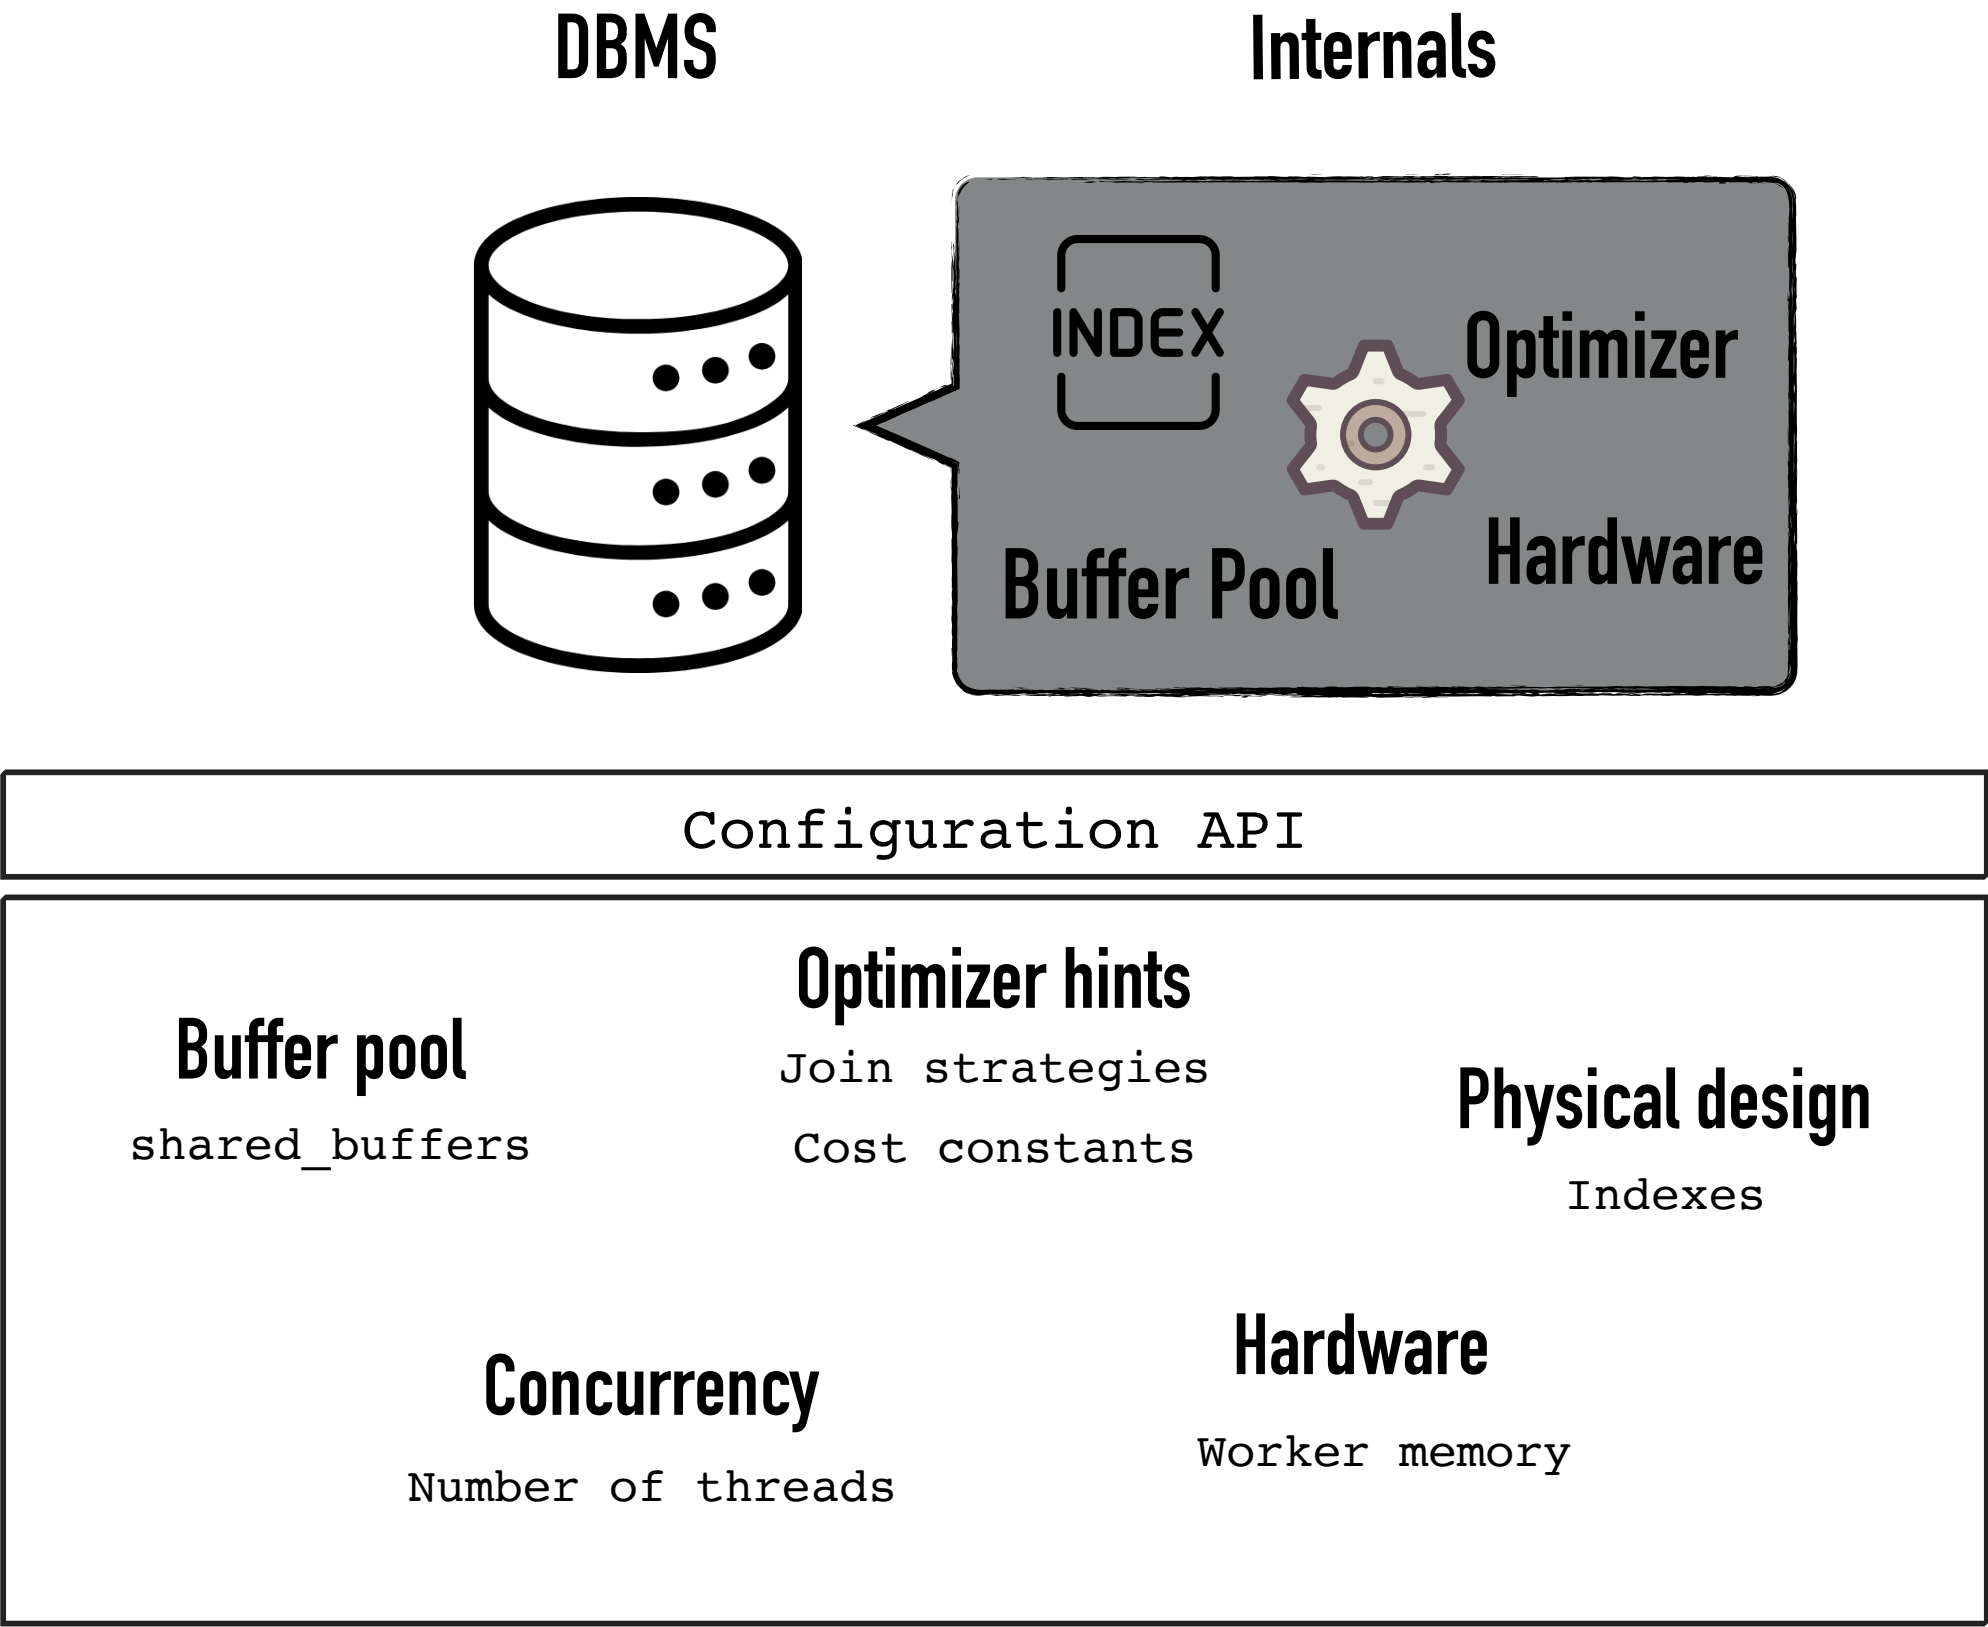 DBMS
Internals
INDEX
Optimizer
Hardware
Buffer Pool
Configuration API
Optimizer hints
Join strategies
Cost constants
Buffer pool
shared_buffers
Physical design
Indexes
Concurrency
Number of threads
Hardware
Worker memory